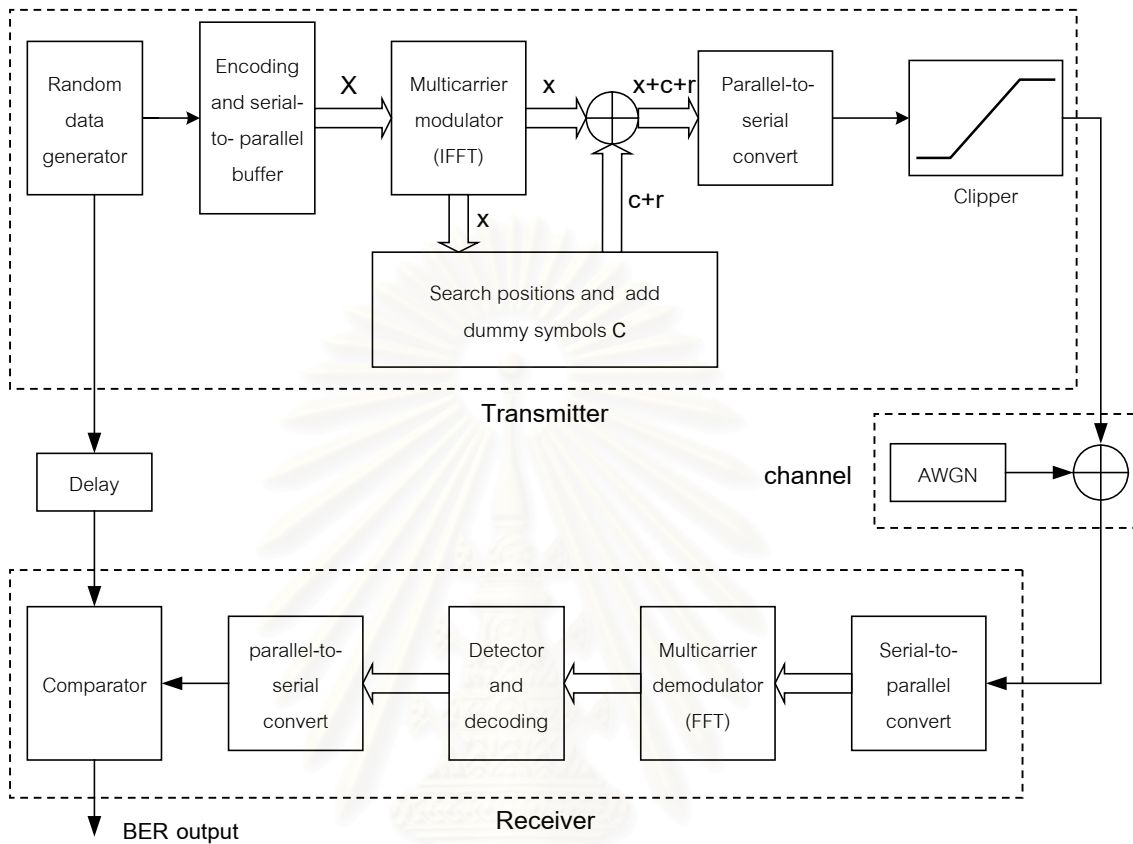 Random
data
generator
Encoding
and serial-
to- parallel
buffer
X
Multicarrier
modulator
(IFFT)
x
x+c+r
Parallel-to-
serial
convert
Clipper
x
c+r
Search positions and add
dummy symbols C
Transmitter
Delay
channel
AWGN
Comparator
parallel-to-
serial
convert
Detector
and
decoding
Multicarrier
demodulator
(FFT)
Serial-to-
parallel
convert
Receiver
BER output